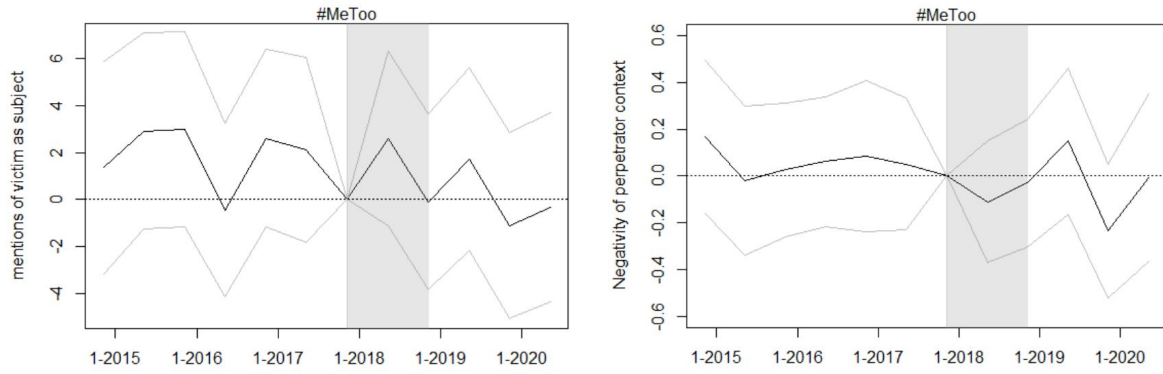 #MeToo
mentions of victim as subject
6
4
2
0
-2
-4
1-2015 1-2016 1-2017 1-2018 1-2019 1-2020
#MeToo
Negativity of perpetrator context
0.6
0.4
0.2
0.0
-0.2
-0.4
-0.6
1-2015 1-2016 1-2017 1-2018 1-2019 1-2020